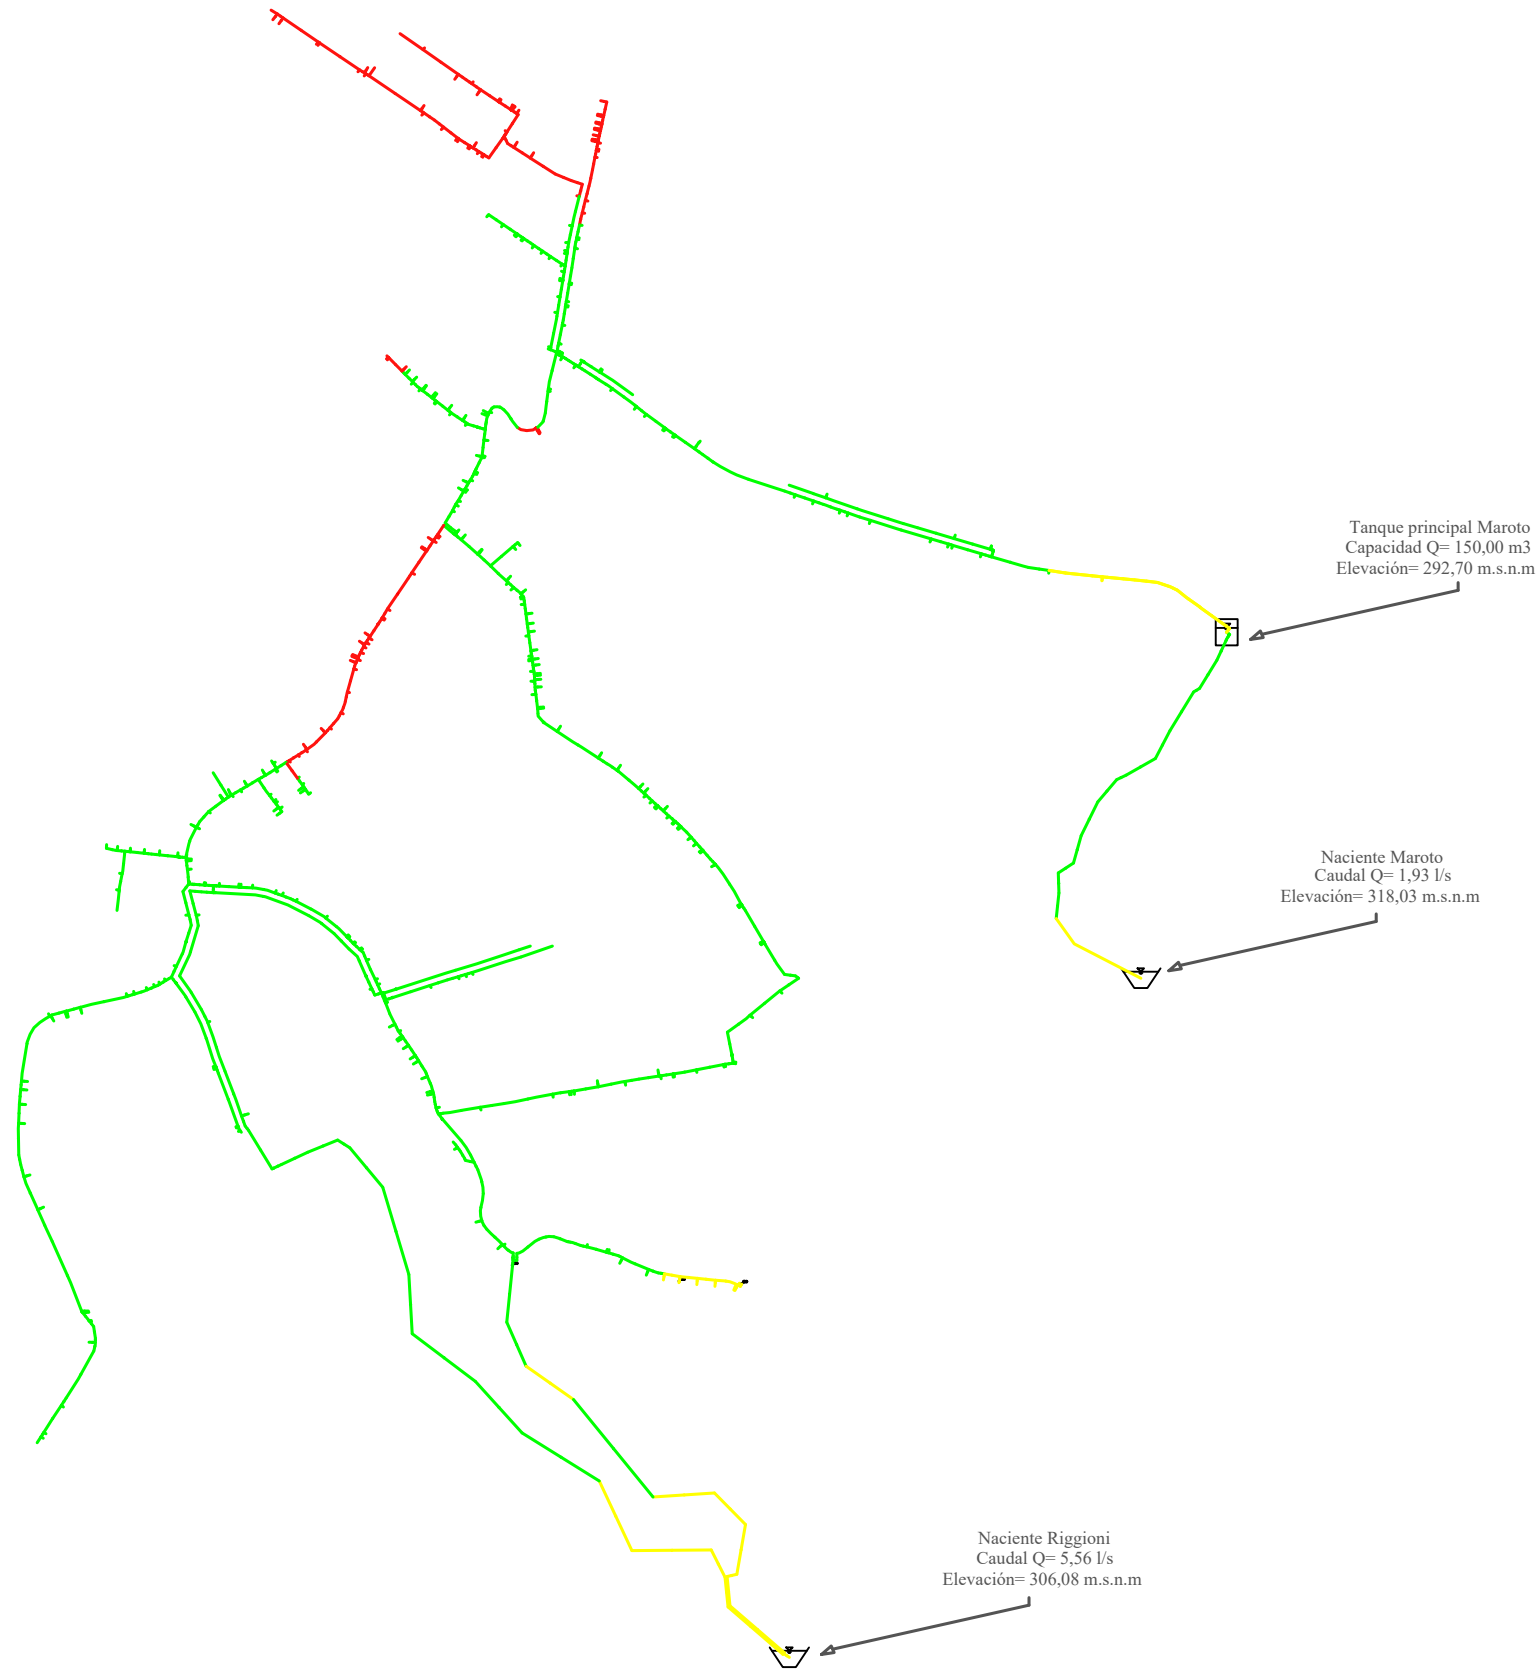 Tanque principal Maroto
Capacidad Q= 150,00 m3
Elevación= 292,70 m.s.n.m
Naciente Maroto
Caudal Q= 1,93 l/s
Elevación= 318,03 m.s.n.m
Naciente Riggioni
Caudal Q= 5,56 l/s
Elevación= 306,08 m.s.n.m